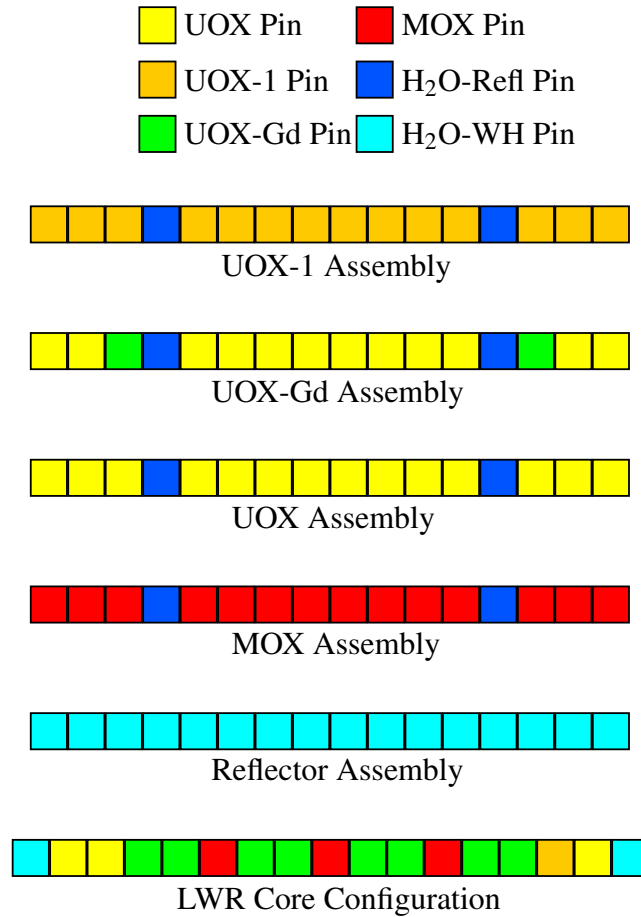 UOX Pin MOX Pin
UOX-1 Pin H₂O-Refl Pin
UOX-Gd Pin H₂O-WH Pin
UOX-1 Assembly
UOX-Gd Assembly
UOX Assembly
MOX Assembly
Reflector Assembly
LWR Core Configuration